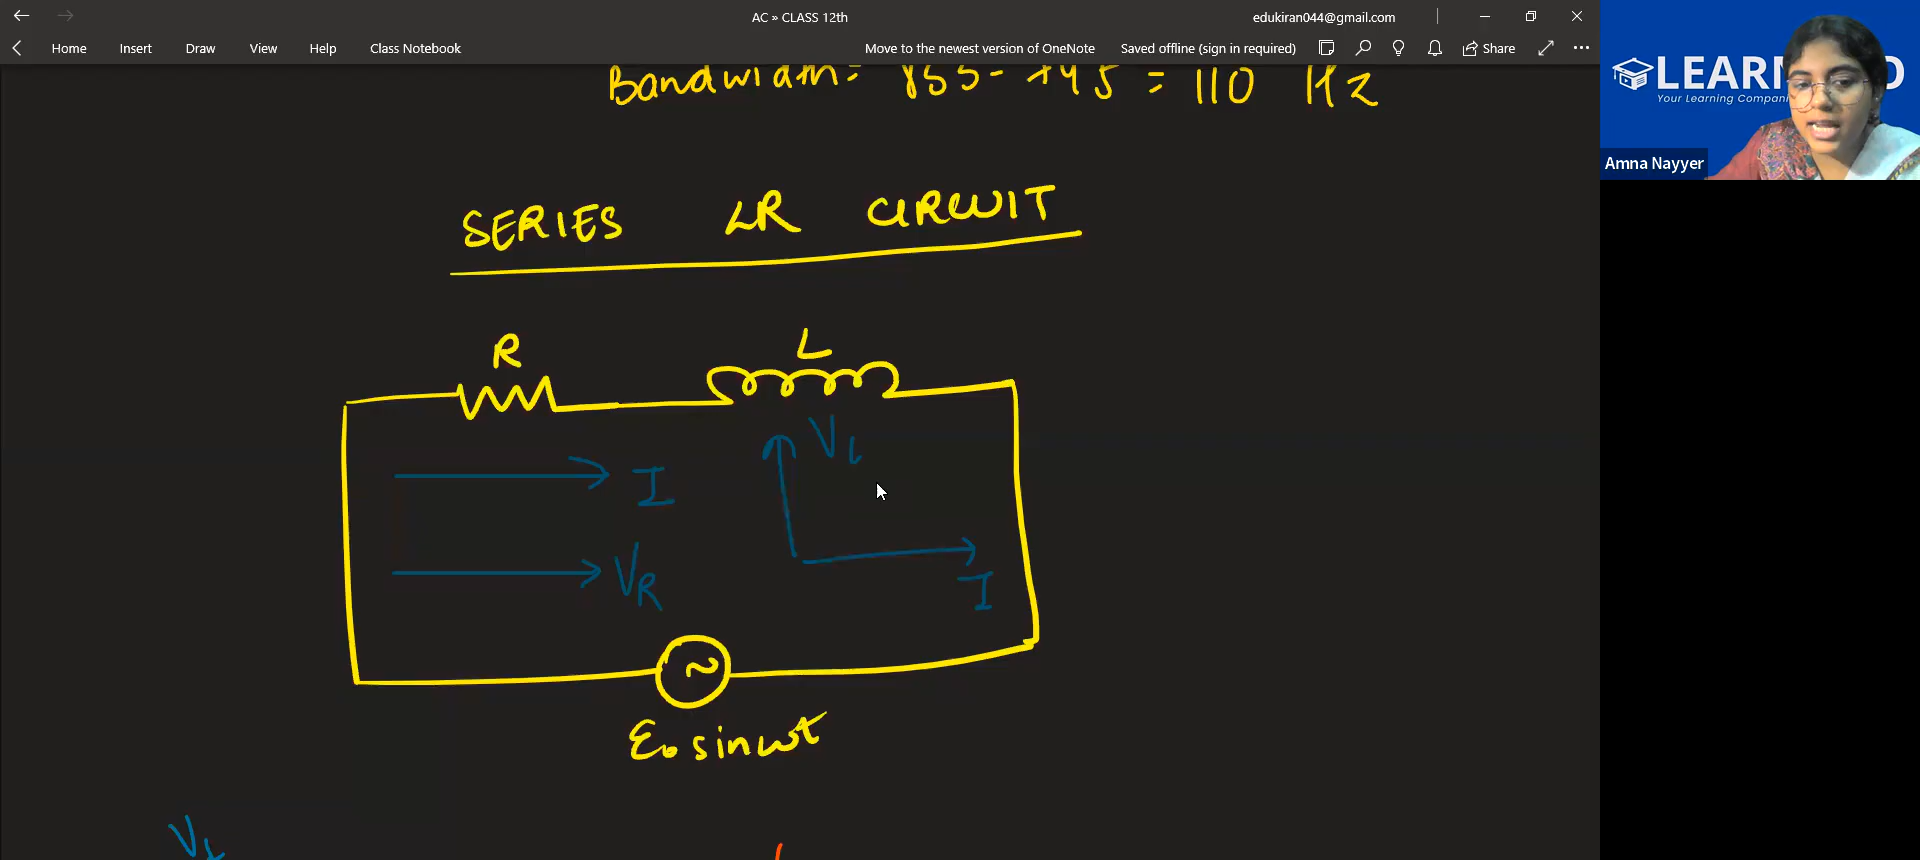 AC » CLASS 12th
edukiran044@gmail.com
Home Insert Draw View Help Class Notebook
Move to the newest version of OneNote Saved offline (sign in required) Share
Your Learning Compani
Amna Nayyer
Bandwidth = 855 - 745 = 110 Hz
SERIES LR CIRCUIT
R
L
VL
I
I
VR
E₀ sinωt
VL